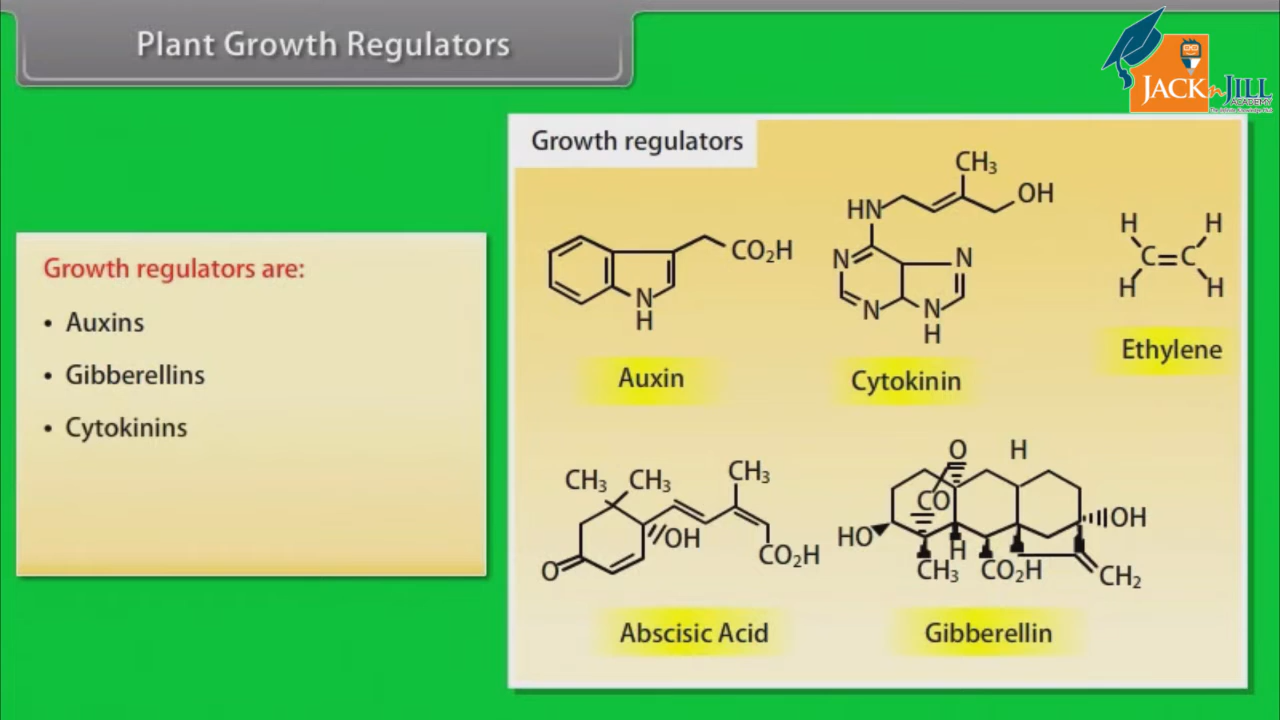 Plant Growth Regulators
JACK n JILL
ACADEMY
Growth regulators
Growth regulators are:
• Auxins
• Gibberellins
• Cytokinins
CO₂H
N
H
Auxin
CH₃
OH
HN
N
N
N
N
H
Cytokinin
H
H
C=C
H
H
Ethylene
CH₃
CH₃
CH₃
OH
CO₂H
O
Abscisic Acid
O
H
CO
OH
HO
H
CH₃
CO₂H
CH₂
Gibberellin